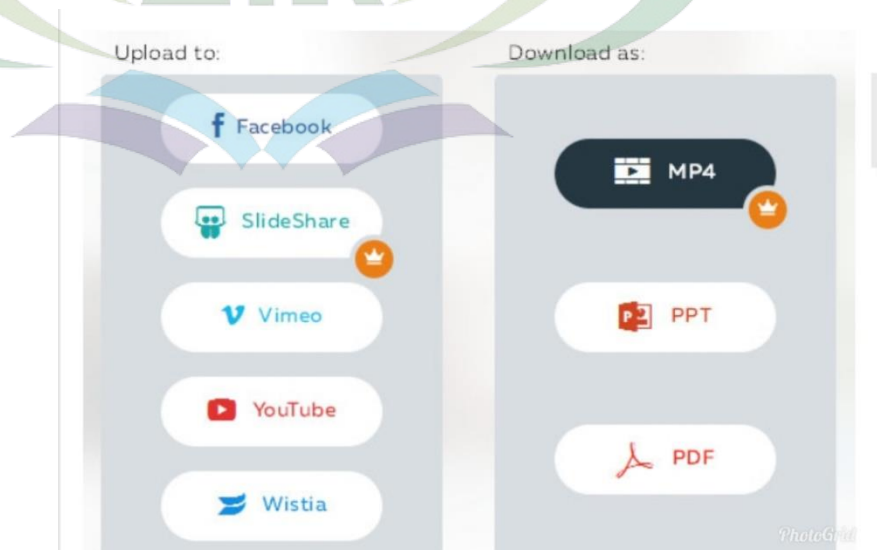 Upload to:
Facebook
SlideShare
Vimeo
YouTube
Wistia
Download as:
MP4
PPT
PDF
PhotoGrid